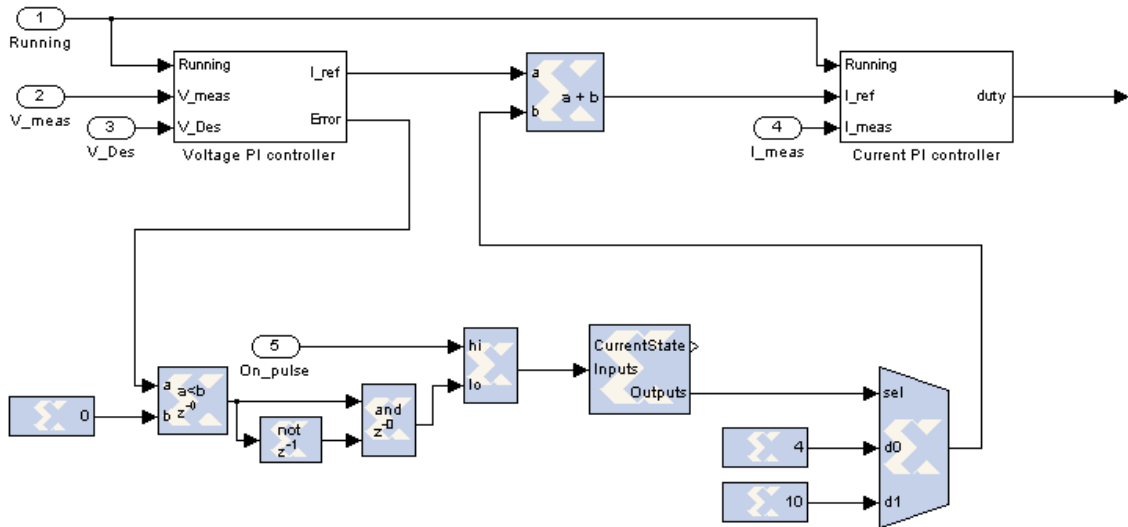 1
Running
2
V_meas
3
V_Des
Running
V_meas
V_Des
I_ref
Error
Voltage PI controller
a
b
a + b
4
I_meas
Running
I_ref
I_meas
duty
Current PI controller
5
On_pulse
0
a
b
a<b
z-0
not
z-1
and
z-0
hi
lo
CurrentState
Inputs
Outputs
4
10
sel
d0
d1